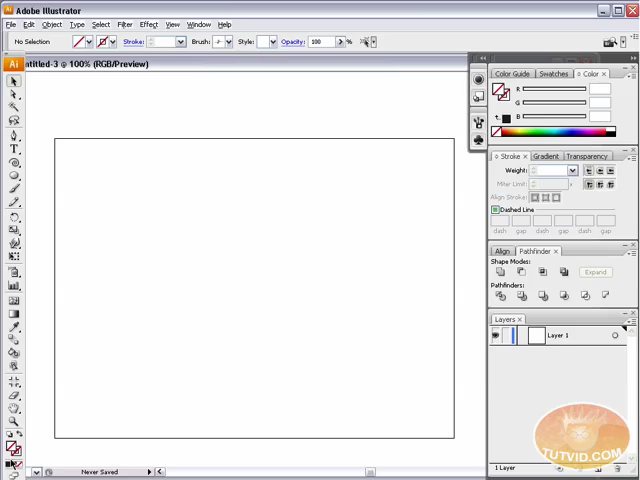 Adobe Illustrator
File Edit Object Type Select Filter Effect View Window Help
No Selection Stroke: Brush: Style: Opacity: 100 %
Ai ntitled-3 @ 100% (RGB/Preview)
Color Guide Swatches Color
R
G
B
Stroke Gradient Transparency
Weight:
Miter Limit: x
Align Stroke:
Dashed Line
dash gap dash gap dash gap
Align Pathfinder
Shape Modes:
Expand
Pathfinders:
Layers
Layer 1
TUTVID.COM
1 Layer
Never Saved